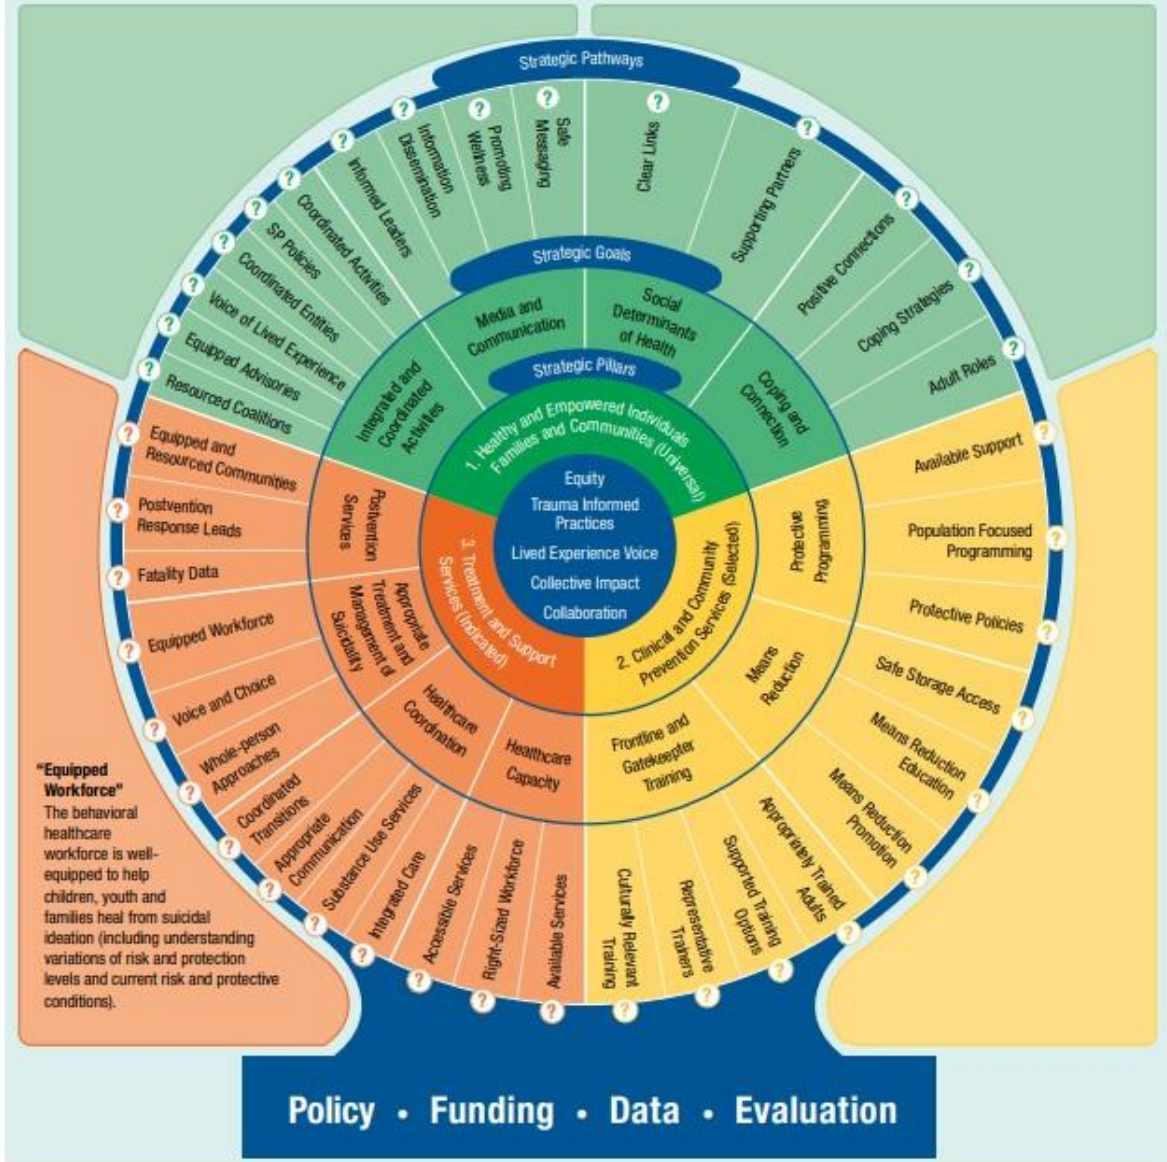 Strategic Pathways
Safe
Messaging
Promoting
Wellness
Information
Dissemination
Informed Leaders
Coordinated Activities
SP Policies
Coordinated Entities
Voice of Lived Experience
Equipped Advisories
Resourced Coalitions
Clear Links
Supporting Partners
Positive Connections
Coping Strategies
Adult Roles
Strategic Goals
Media and
Communication
Social
Determinants
of Health
Integrated and
Coordinated
Activities
Coping and
Connection
Strategic Pillars
1. Healthy and Empowered Individuals
Families and Communities (Universal)
Equity
Trauma Informed
Practices
Lived Experience Voice
Collective Impact
Collaboration
2. Clinical and Community
Prevention Services (Selected)
3. Treatment and Support
Services (Indicated)
Protective
Programming
Means
Reduction
Frontline and
Gatekeepter
Training
Available Support
Population Focused
Programming
Protective Policies
Safe Storage Access
Means Reduction
Education
Means Reduction
Promotion
Appropriately Trained
Adults
Supported Training
Options
Representative
Trainers
Culturally Relevant
Training
Postvention
Services
Appropriate
Treatment and
Management of
Suicidality
Healthcare
Coordination
Healthcare
Capacity
Equipped and
Resourced Communities
Postvention
Response Leads
Fatality Data
Equipped Workforce
Voice and Choice
Whole-person
Approaches
Coordinated
Transitions
Appropriate
Communication
Substance Use Services
Integrated Care
Accessible Services
Right-Sized Workforce
Available Services
"Equipped
Workforce"
The behavioral
healthcare
workforce is well-
equipped to help
children, youth and
families heal from suicidal
ideation (including understanding
variations of risk and protection
levels and current risk and protective
conditions).
Policy • Funding • Data • Evaluation